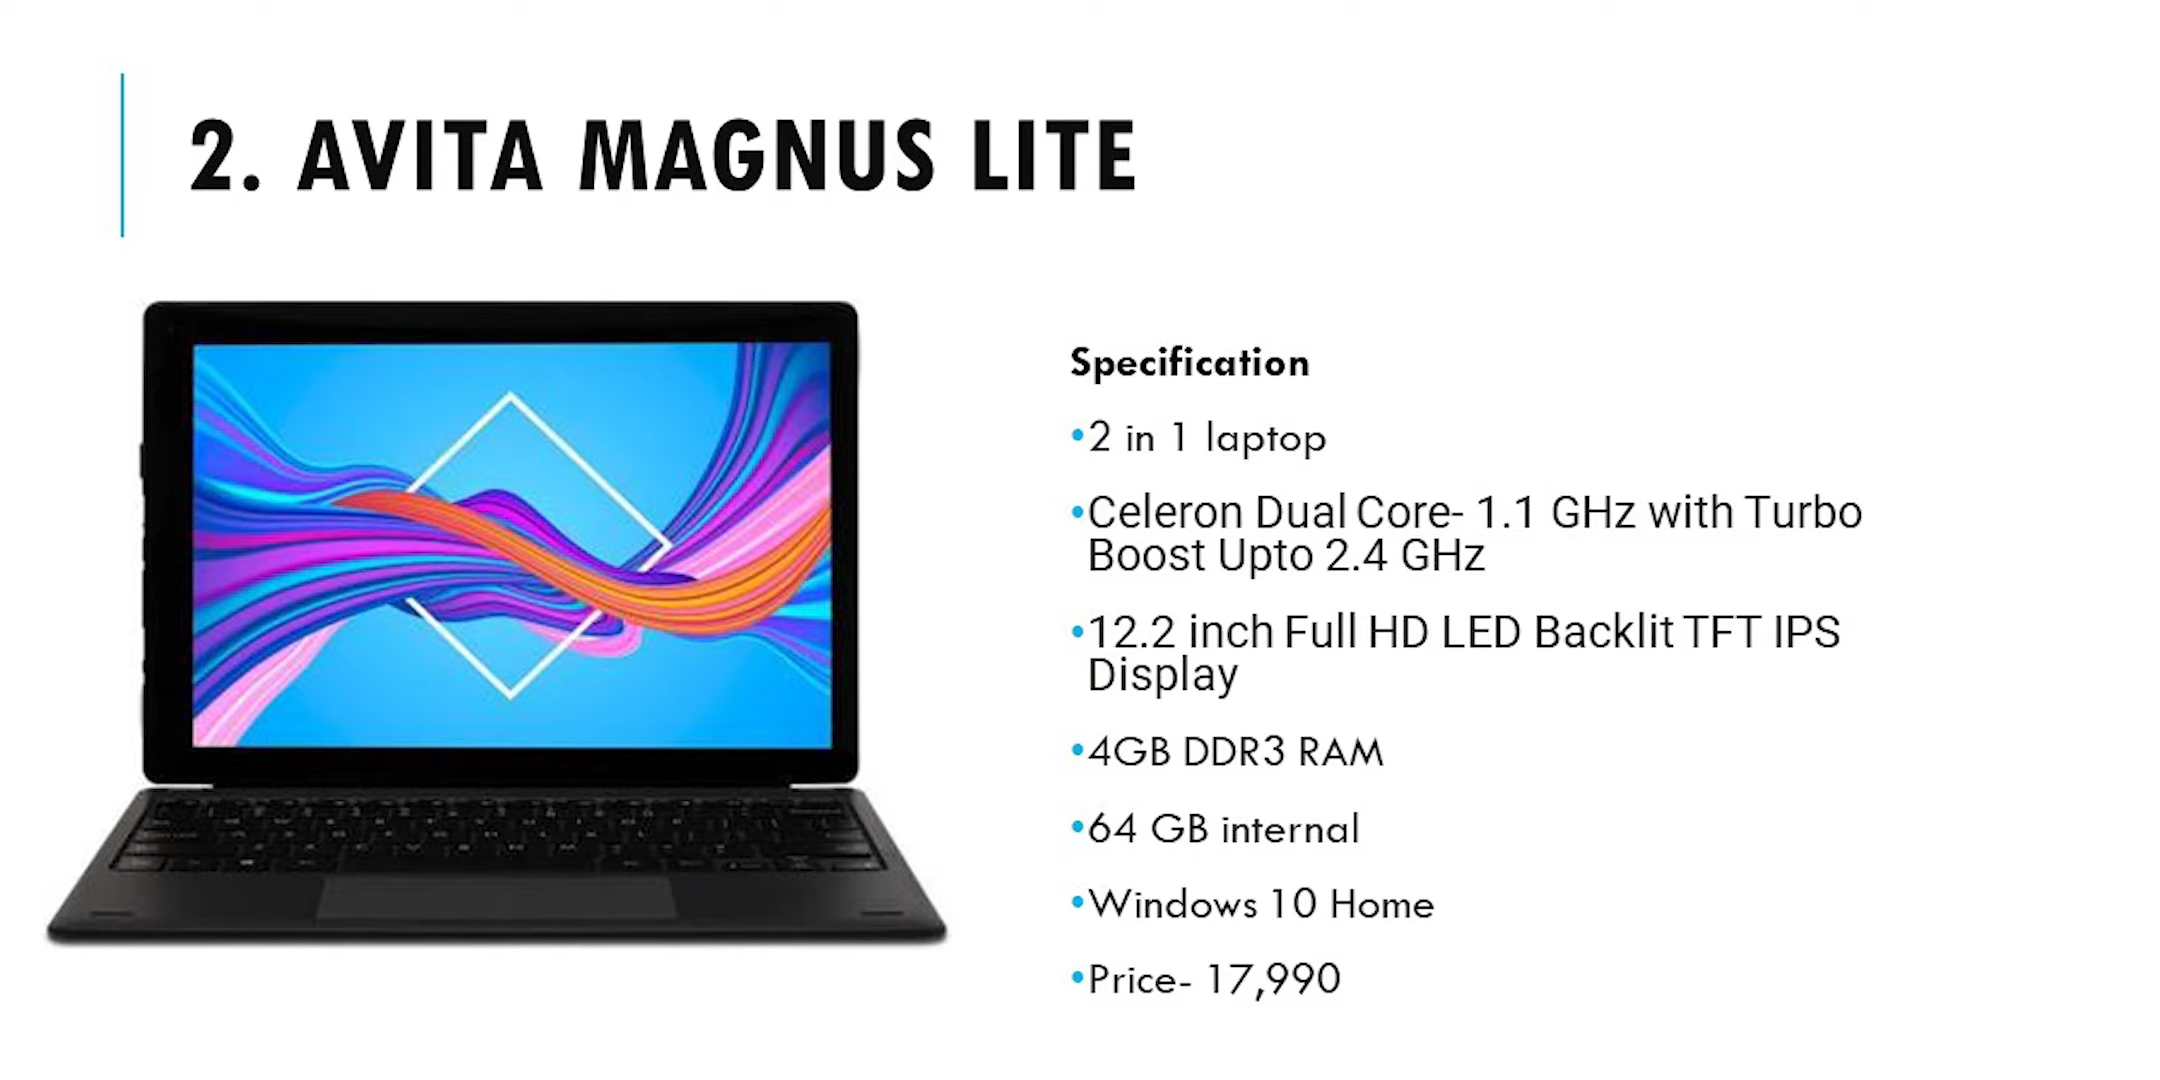 2. AVITA MAGNUS LITE
Specification
•2 in 1 laptop
•Celeron Dual Core- 1.1 GHz with Turbo
Boost Upto 2.4 GHz
•12.2 inch Full HD LED Backlit TFT IPS
Display
•4GB DDR3 RAM
•64 GB internal
•Windows 10 Home
•Price- 17,990